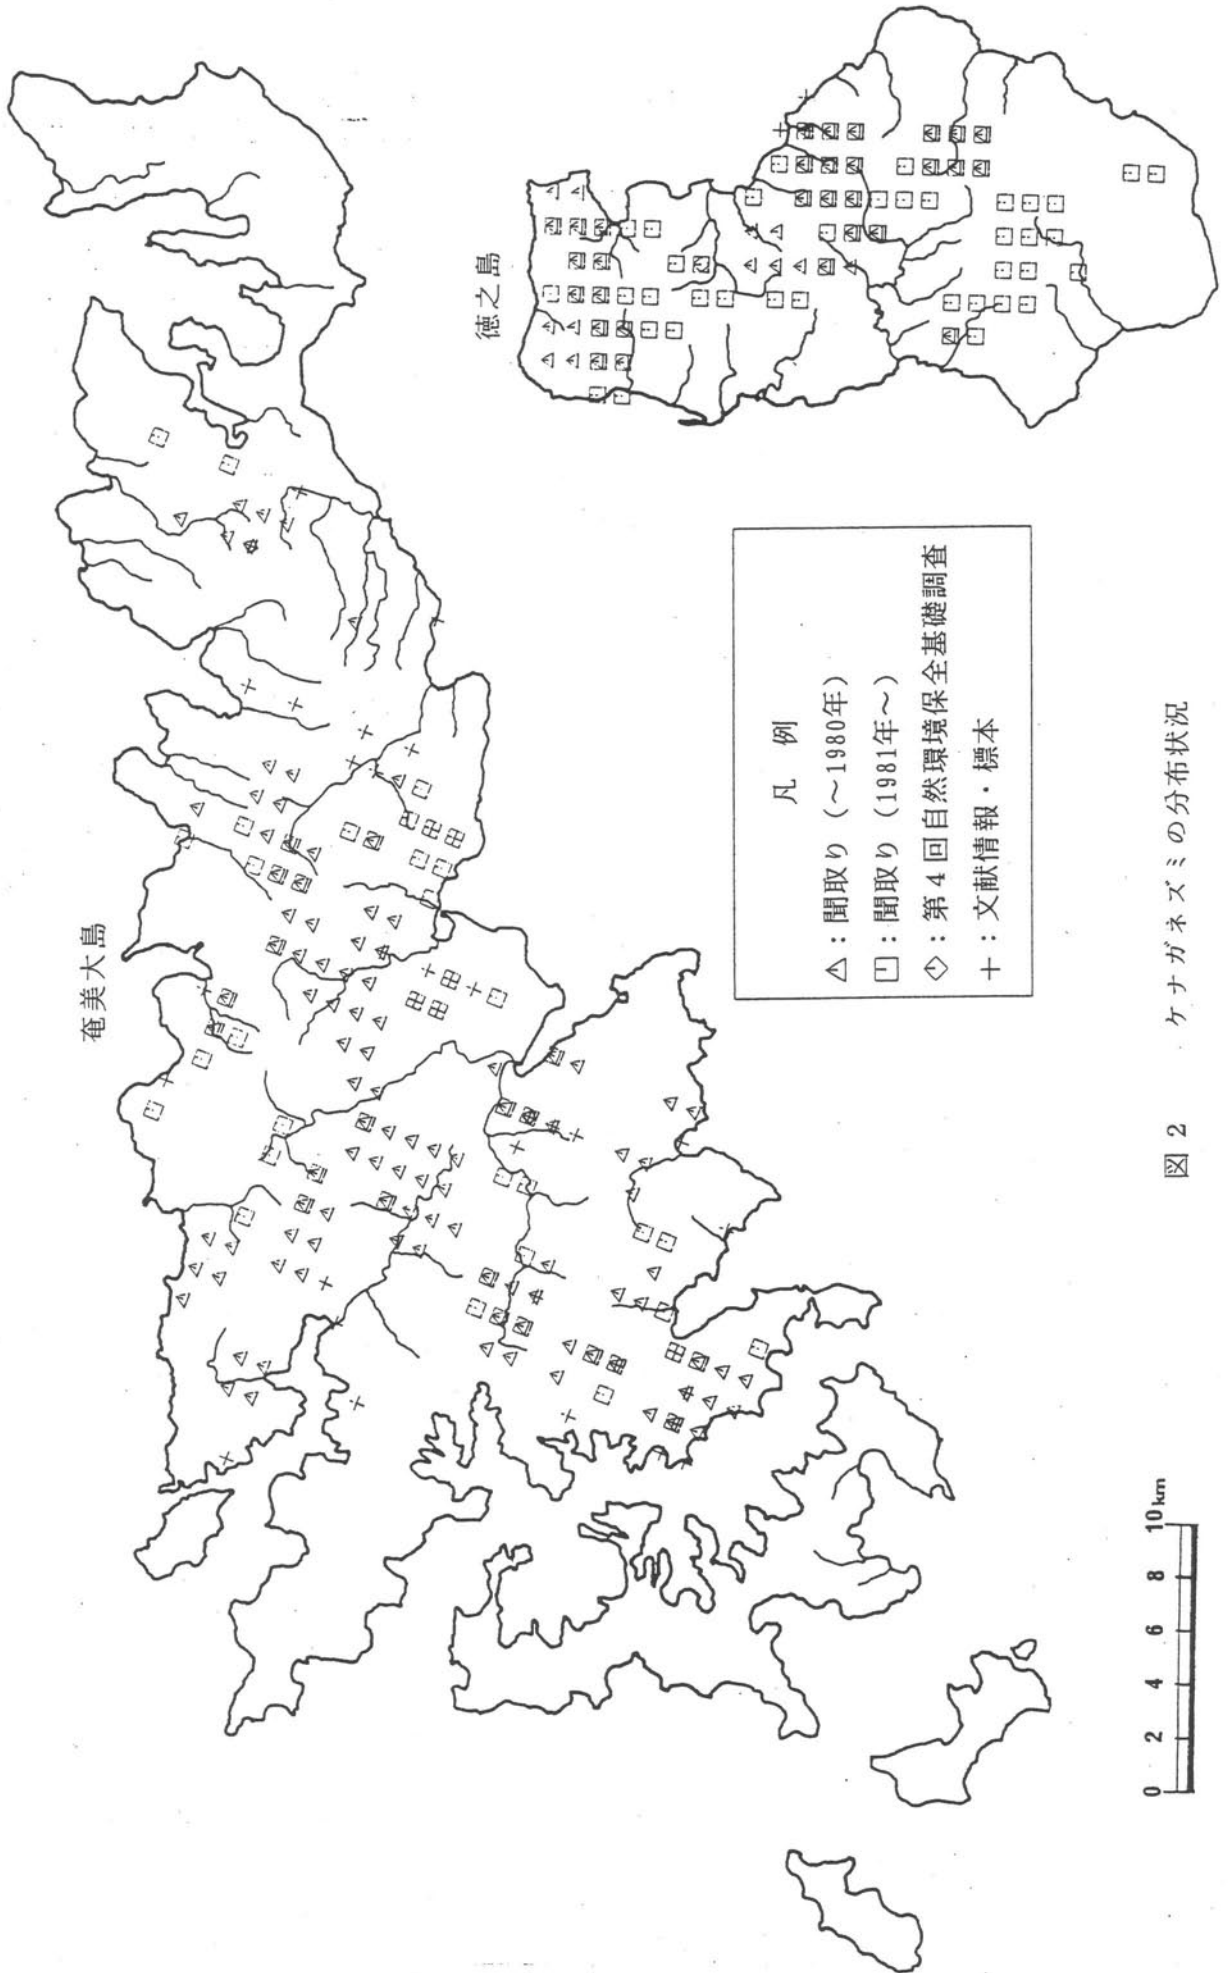 奄美大島
徳之島
凡 例
△：聞取り（～1980年）
□：聞取り（1981年～）
◇：第4回自然環境保全基礎調査
＋：文献情報・標本
0 2 4 6 8 10km
図2 ケナガネズミの分布状況